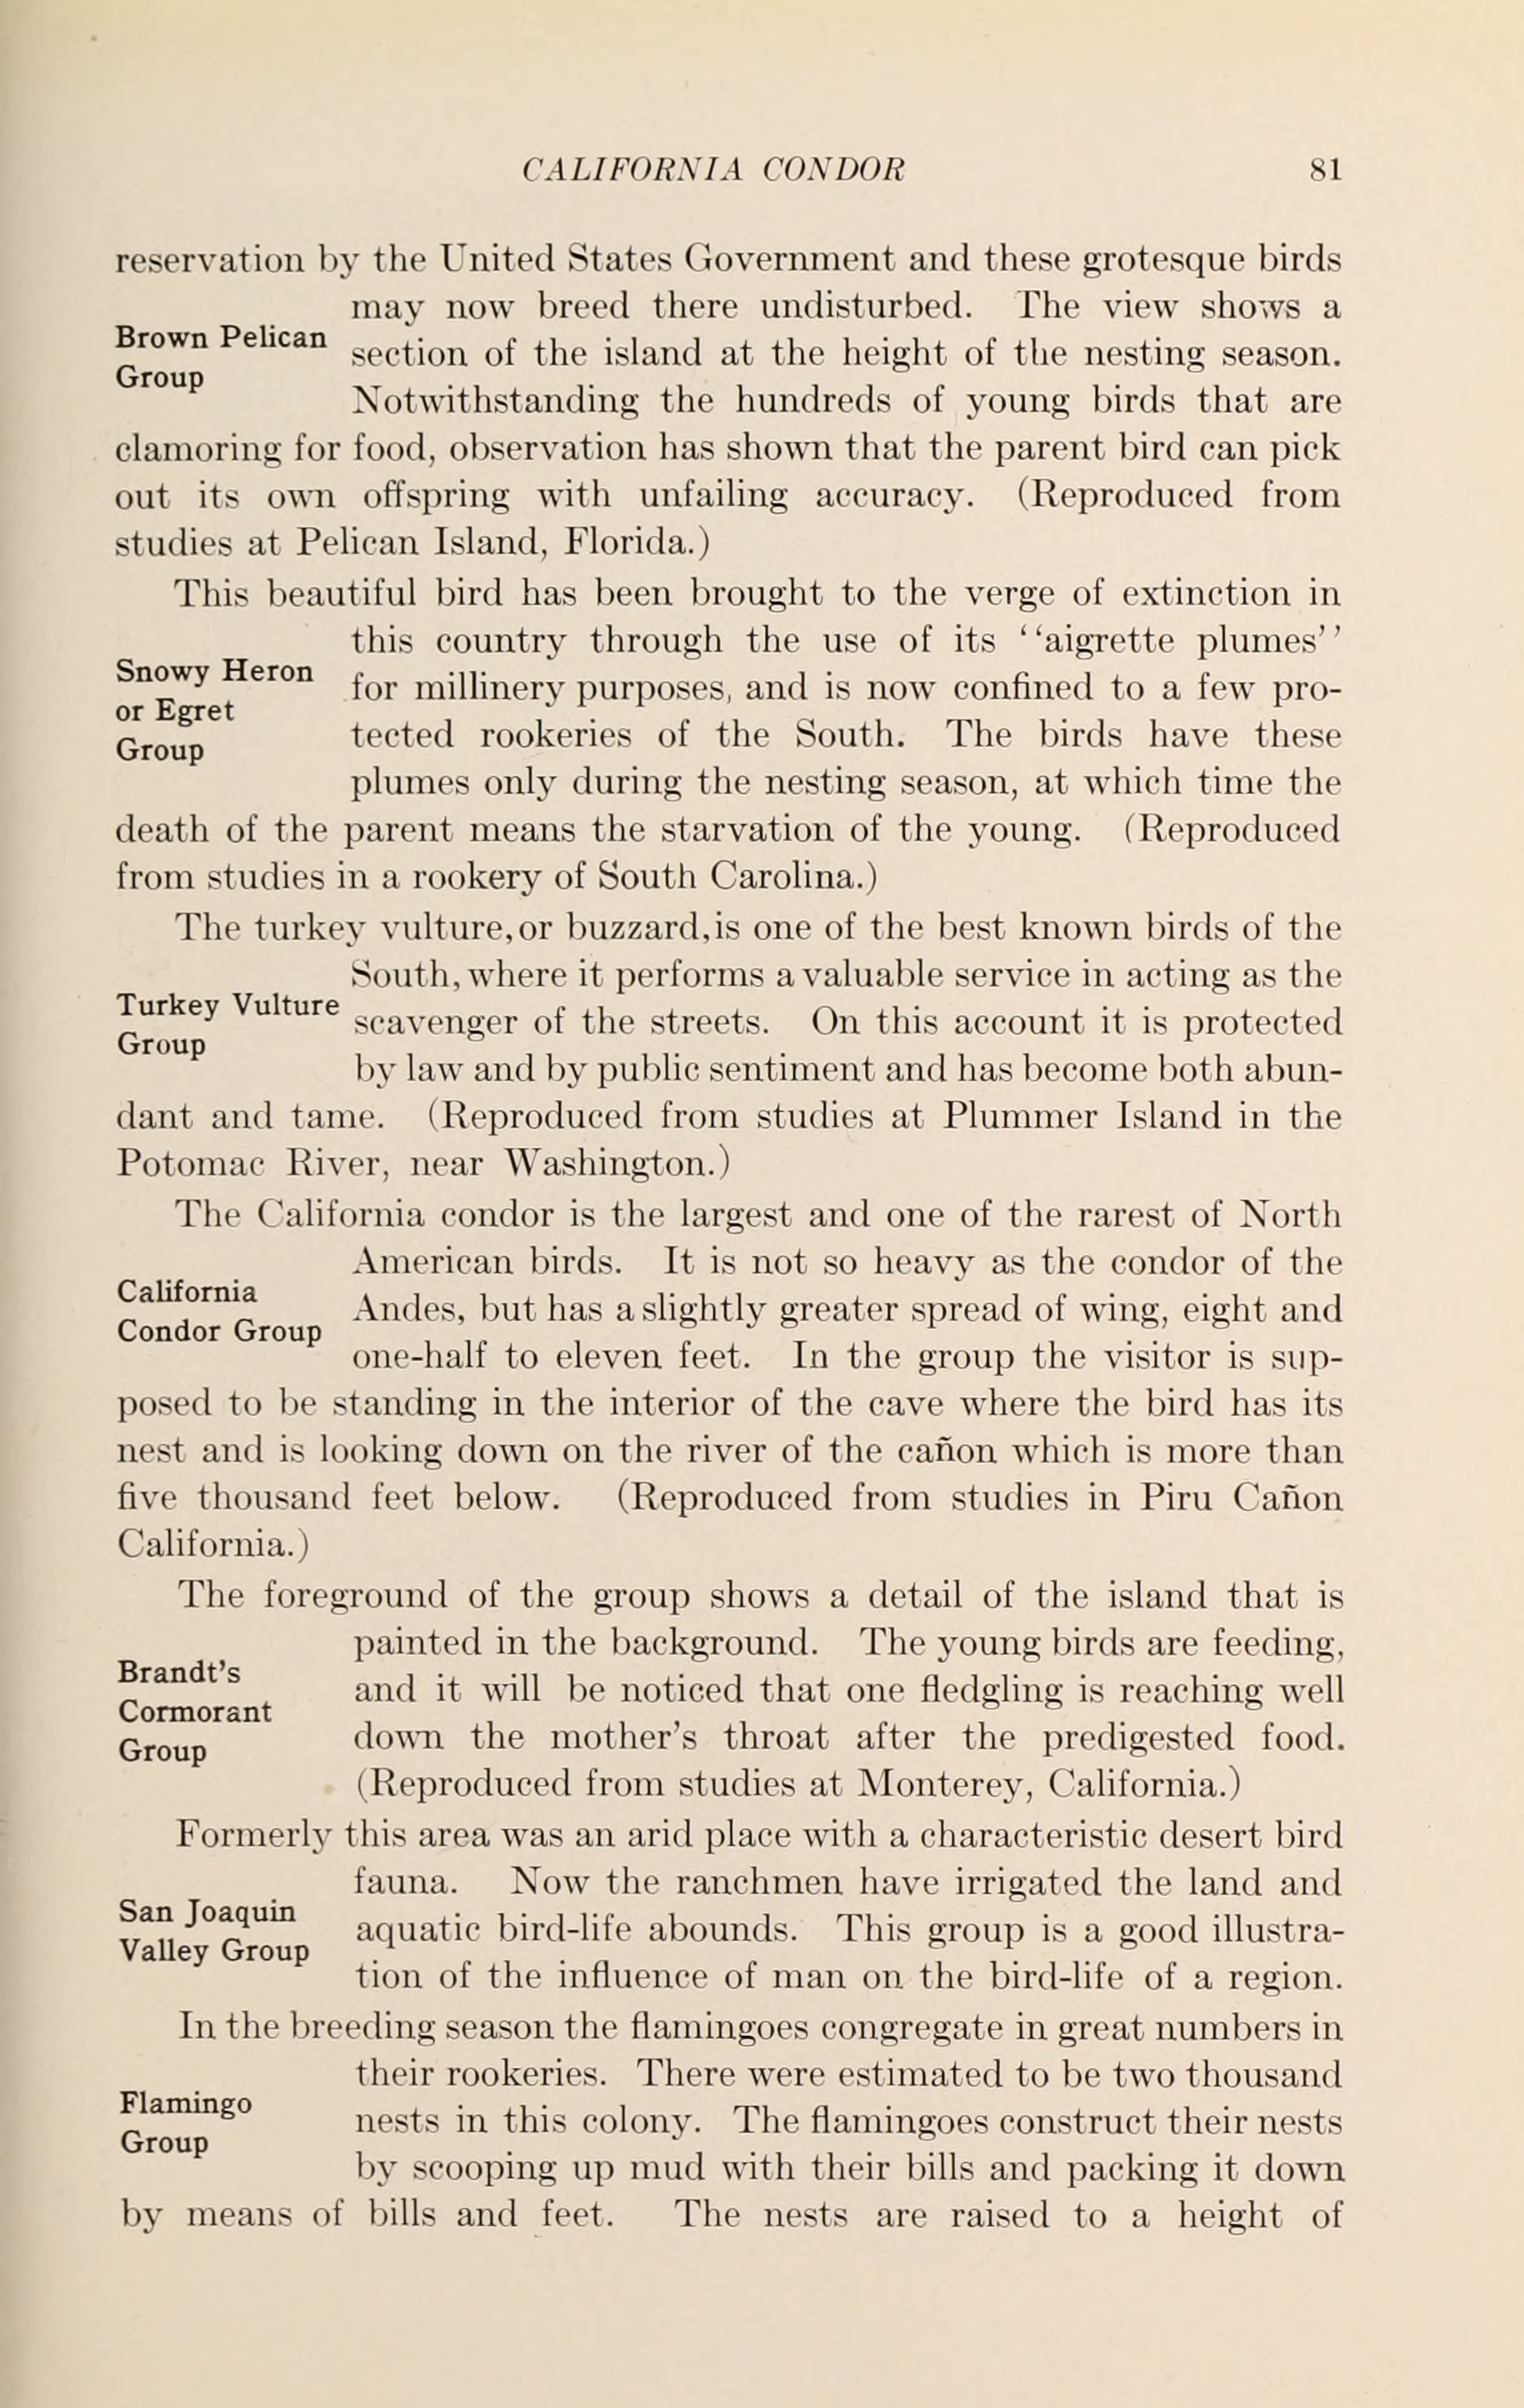 CALIFORNIA CONDOR 81
reservation by the United States Government and these grotesque birds
may now breed there undisturbed. The view shows a
Brown Pelican
Group
section of the island at the height of the nesting season.
Notwithstanding the hundreds of young birds that are
clamoring for food, observation has shown that the parent bird can pick
out its own offspring with unfailing accuracy. (Reproduced from
studies at Pelican Island, Florida.)
This beautiful bird has been brought to the verge of extinction in
this country through the use of its "aigrette plumes"
Snowy Heron
or Egret
Group
for millinery purposes, and is now confined to a few pro-
tected rookeries of the South. The birds have these
plumes only during the nesting season, at which time the
death of the parent means the starvation of the young. (Reproduced
from studies in a rookery of South Carolina.)
The turkey vulture, or buzzard, is one of the best known birds of the
South, where it performs a valuable service in acting as the
Turkey Vulture
Group
scavenger of the streets. On this account it is protected
by law and by public sentiment and has become both abun-
dant and tame. (Reproduced from studies at Plummer Island in the
Potomac River, near Washington.)
The California condor is the largest and one of the rarest of North
American birds. It is not so heavy as the condor of the
California
Condor Group
Andes, but has a slightly greater spread of wing, eight and
one-half to eleven feet. In the group the visitor is sup-
posed to be standing in the interior of the cave where the bird has its
nest and is looking down on the river of the cañon which is more than
five thousand feet below. (Reproduced from studies in Piru Cañon
California.)
The foreground of the group shows a detail of the island that is
painted in the background. The young birds are feeding,
Brandt's
Cormorant
Group
and it will be noticed that one fledgling is reaching well
down the mother's throat after the predigested food.
(Reproduced from studies at Monterey, California.)
Formerly this area was an arid place with a characteristic desert bird
fauna. Now the ranchmen have irrigated the land and
San Joaquin
Valley Group
aquatic bird-life abounds. This group is a good illustra-
tion of the influence of man on the bird-life of a region.
In the breeding season the flamingoes congregate in great numbers in
their rookeries. There were estimated to be two thousand
Flamingo
Group
nests in this colony. The flamingoes construct their nests
by scooping up mud with their bills and packing it down
by means of bills and feet. The nests are raised to a height of